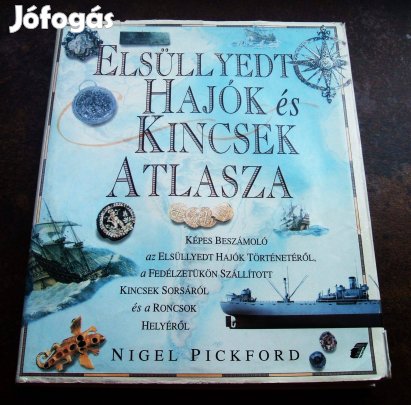 Jófogás
ELSÜLLYEDT
HAJÓK és
KINCSEK
ATLASZA
KÉPES BESZÁMOLÓ
az ELSÜLLYEDT HAJÓK TÖRTÉNETÉRŐL,
a FEDÉLZETÜKÖN SZÁLLÍTOTT
KINCSEK SORSÁRÓL
és a RONCSOK
HELYÉRŐL
NIGEL PICKFORD